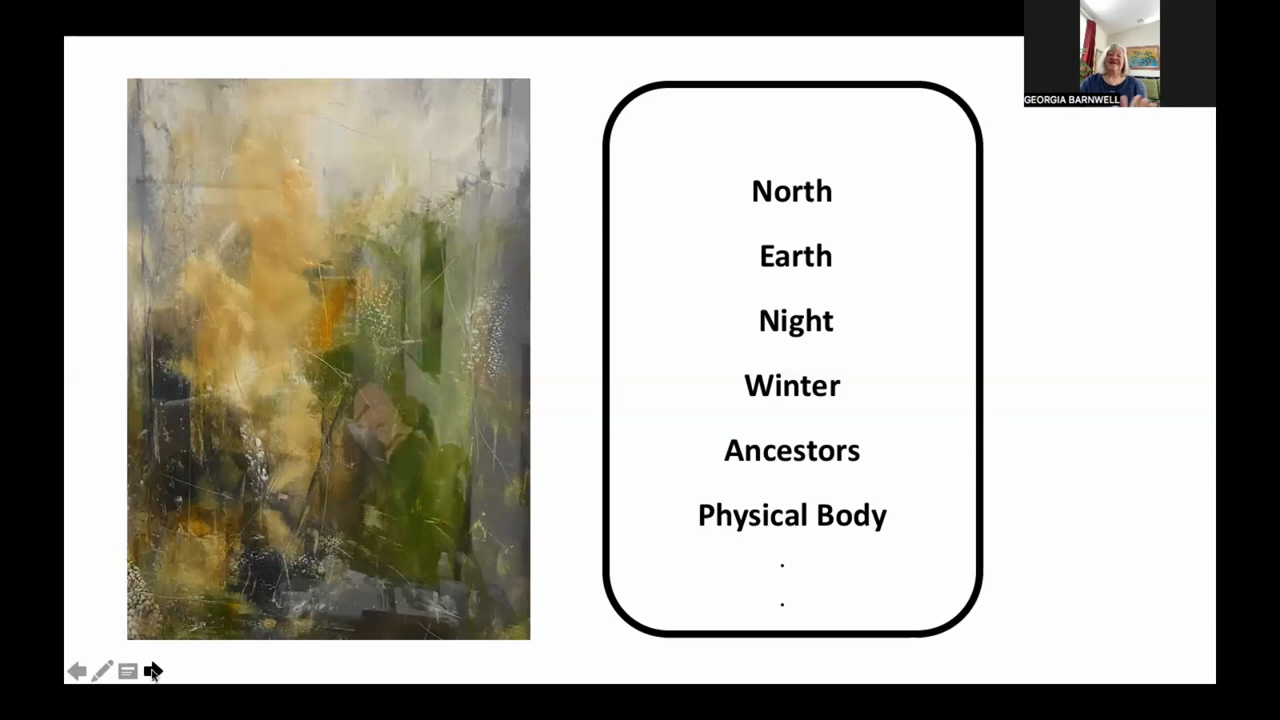 GEORGIA BARNWELL
North
Earth
Night
Winter
Ancestors
Physical Body
.
.